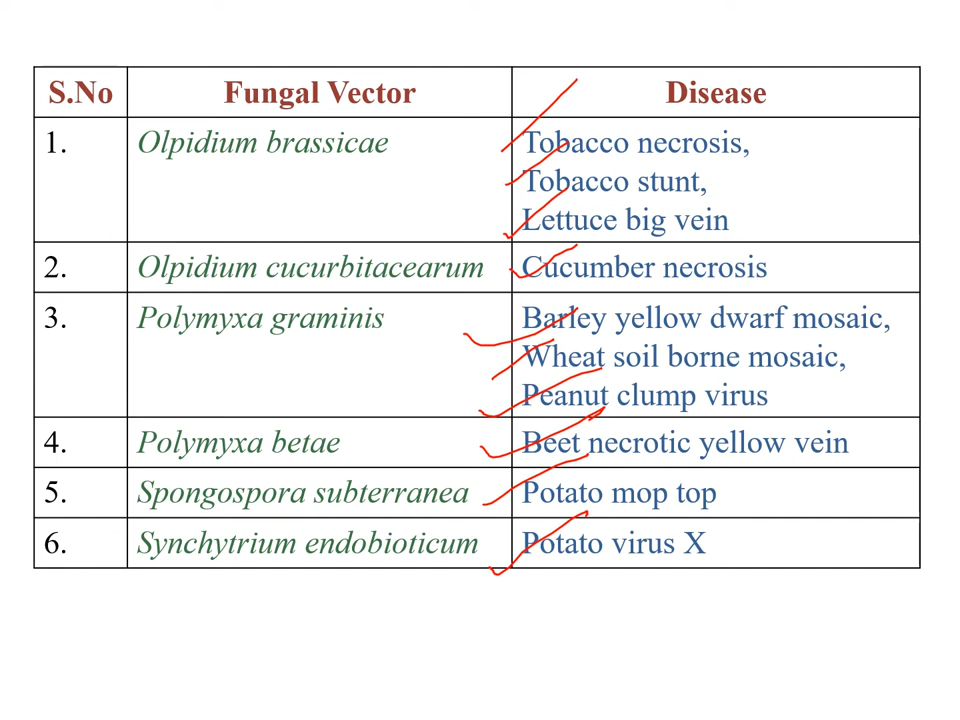 S.No Fungal Vector Disease
1. Olpidium brassicae Tobacco necrosis,
Tobacco stunt,
Lettuce big vein
2. Olpidium cucurbitacearum Cucumber necrosis
3. Polymyxa graminis Barley yellow dwarf mosaic,
Wheat soil borne mosaic,
Peanut clump virus
4. Polymyxa betae Beet necrotic yellow vein
5. Spongospora subterranea Potato mop top
6. Synchytrium endobioticum Potato virus X